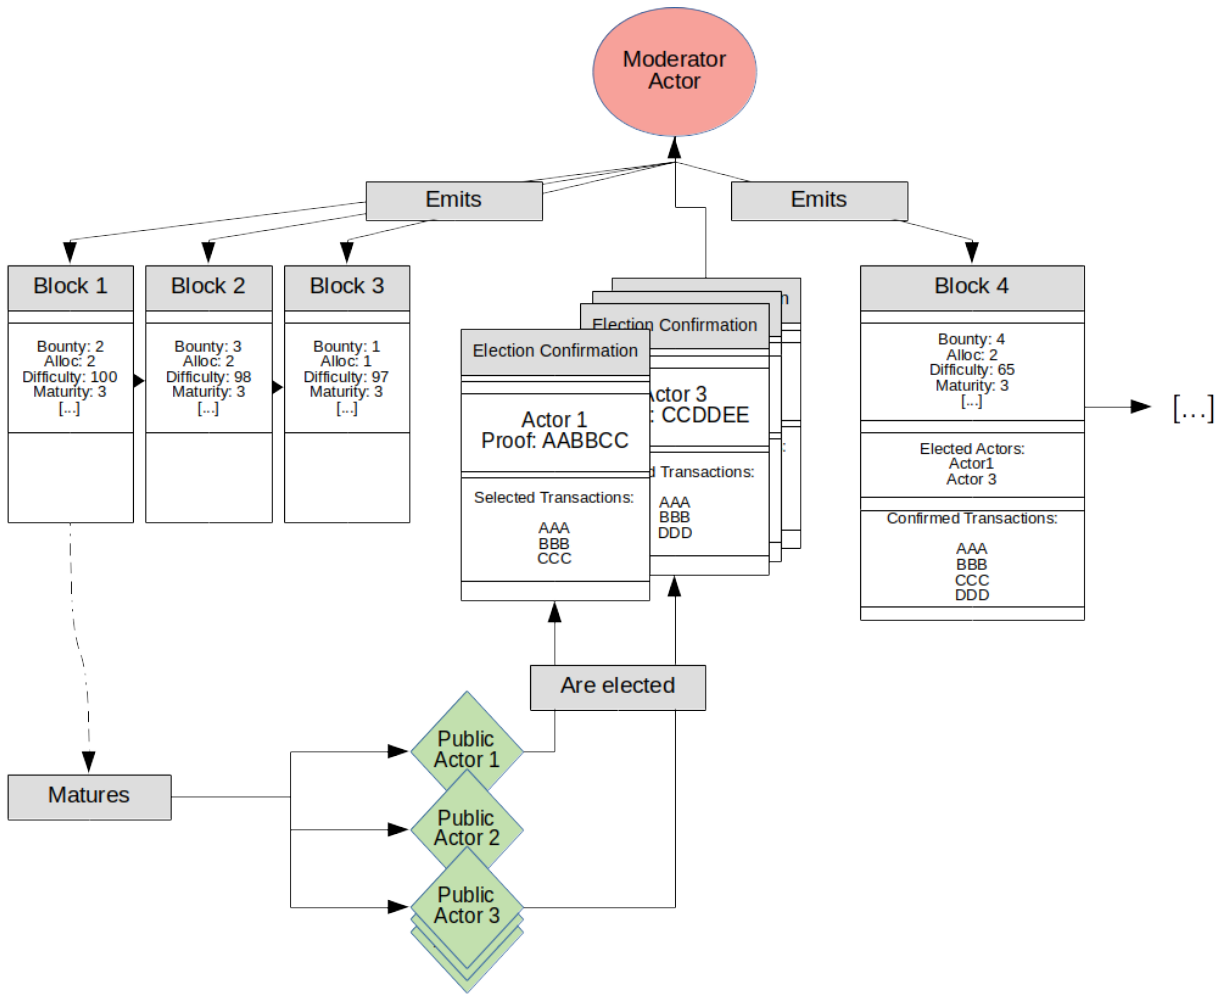 Moderator
Actor
Emits
Emits
Block 1
Bounty: 2
Alloc: 2
Difficulty: 100
Maturity: 3
[...]
Block 2
Bounty: 3
Alloc: 2
Difficulty: 98
Maturity: 3
[...]
Block 3
Bounty: 1
Alloc: 1
Difficulty: 97
Maturity: 3
[...]
Election Confirmation
Actor 1
Proof: AABBCC
Selected Transactions:
AAA
BBB
CCC
Election Confirmation
Actor 3
: CCDDEE
d Transactions:
AAA
BBB
DDD
n
:
Block 4
Bounty: 4
Alloc: 2
Difficulty: 65
Maturity: 3
[...]
Elected Actors:
Actor1
Actor 3
Confirmed Transactions:
AAA
BBB
CCC
DDD
[...]
Are elected
Matures
Public
Actor 1
Public
Actor 2
Public
Actor 3